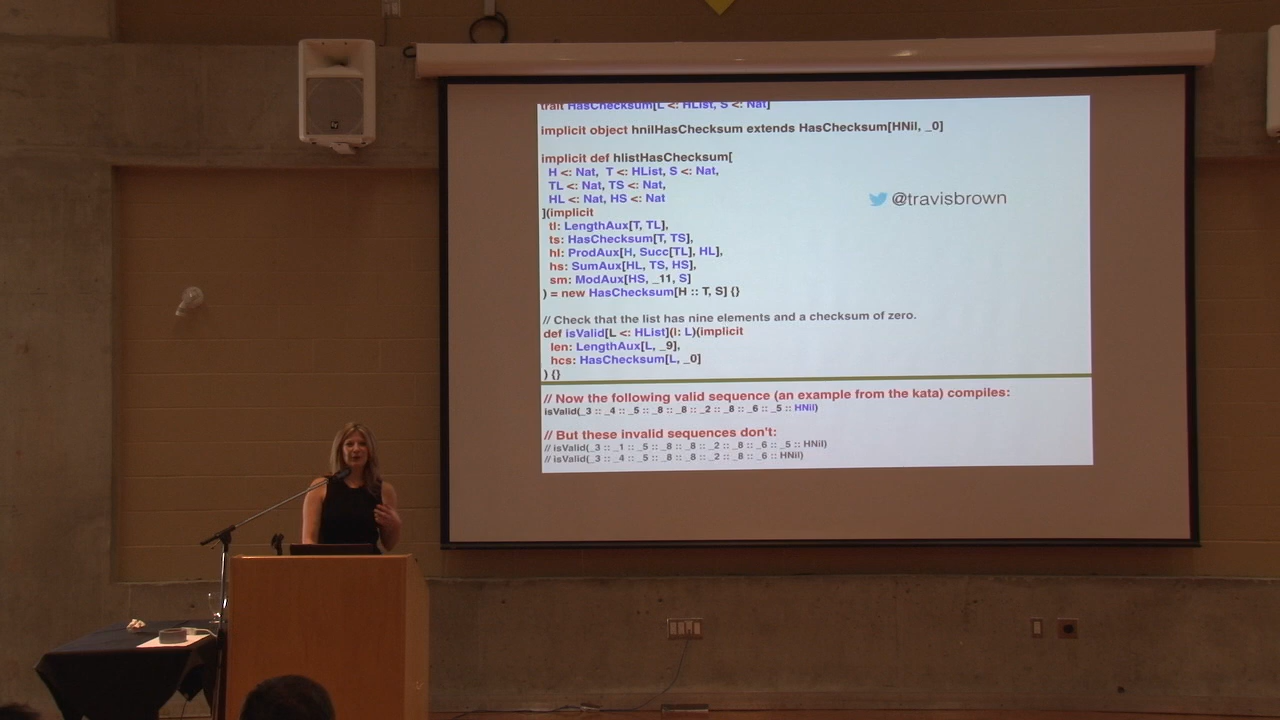 trait HasChecksum[L <: HList, S <: Nat]
implicit object hnilHasChecksum extends HasChecksum[HNil, _0]
implicit def hlistHasChecksum[
H <: Nat, T <: HList, S <: Nat,
TL <: Nat, TS <: Nat,
HL <: Nat, HS <: Nat
](implicit
tl: LengthAux[T, TL],
ts: HasChecksum[T, TS],
hl: ProdAux[H, Succ[TL], HL],
hs: SumAux[HL, TS, HS],
sm: ModAux[HS, _11, S]
) = new HasChecksum[H :: T, S] {}
@travisbrown
// Check that the list has nine elements and a checksum of zero.
def isValid[L <: HList](l: L)(implicit
len: LengthAux[L, _9],
hcs: HasChecksum[L, _0]
) {}
// Now the following valid sequence (an example from the kata) compiles:
isValid(_3 :: _4 :: _5 :: _8 :: _8 :: _2 :: _8 :: _6 :: _5 :: HNil)
// But these invalid sequences don't:
// isValid(_3 :: _1 :: _5 :: _8 :: _8 :: _2 :: _8 :: _6 :: _5 :: HNil)
// isValid(_3 :: _4 :: _5 :: _8 :: _8 :: _2 :: _8 :: _6 :: HNil)